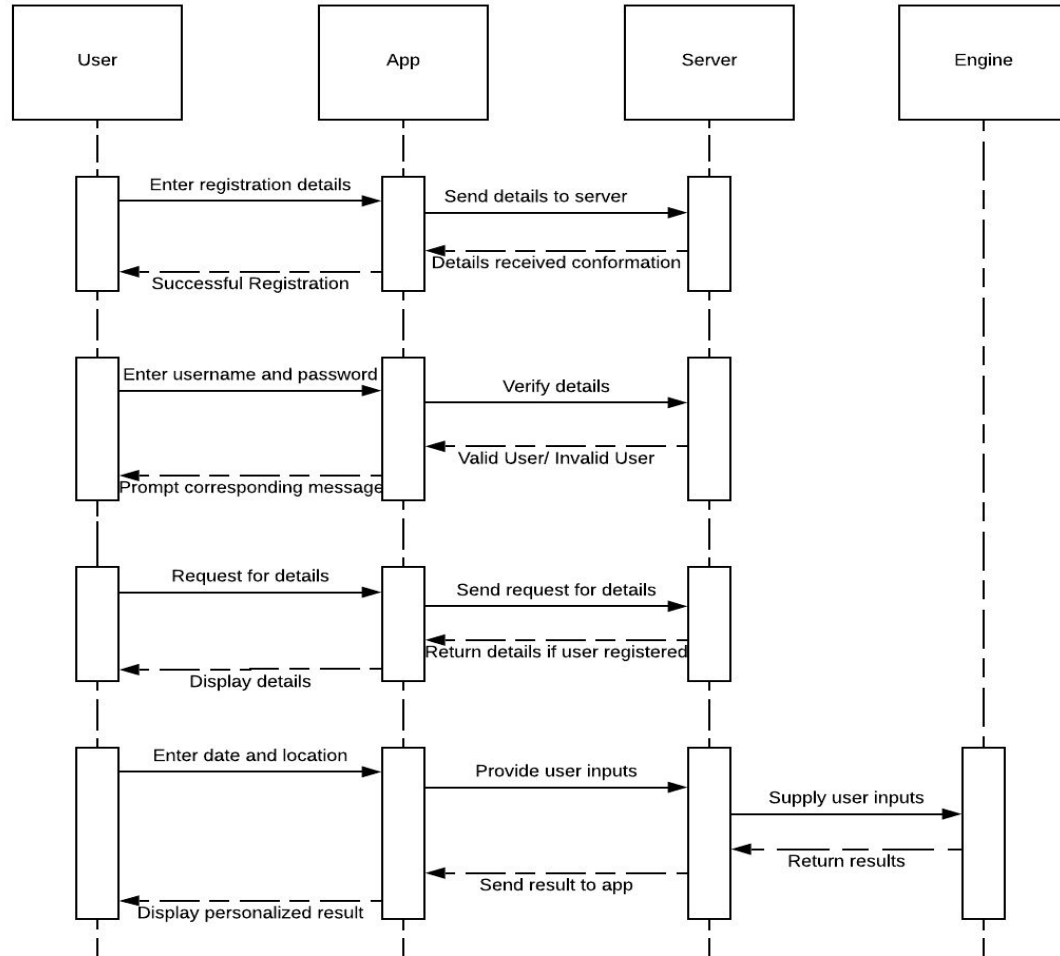 User
App
Server
Engine
Enter registration details
Send details to server
Details received conformation
Successful Registration
Enter username and password
Verify details
Valid User/ Invalid User
Prompt corresponding message
Request for details
Send request for details
Return details if user registered
Display details
Enter date and location
Provide user inputs
Supply user inputs
Return results
Send result to app
Display personalized result